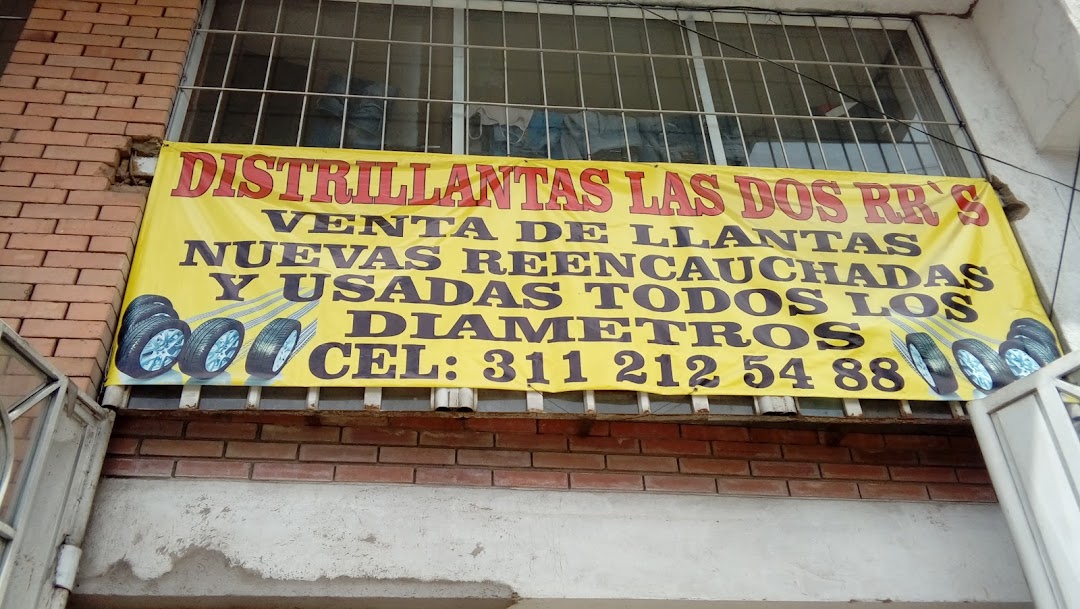 DISTRILLANTAS LAS DOS RR`S
VENTA DE LLANTAS
NUEVAS REENCAUCHADAS
Y USADAS TODOS LOS
DIAMETROS
CEL: 311 212 54 88